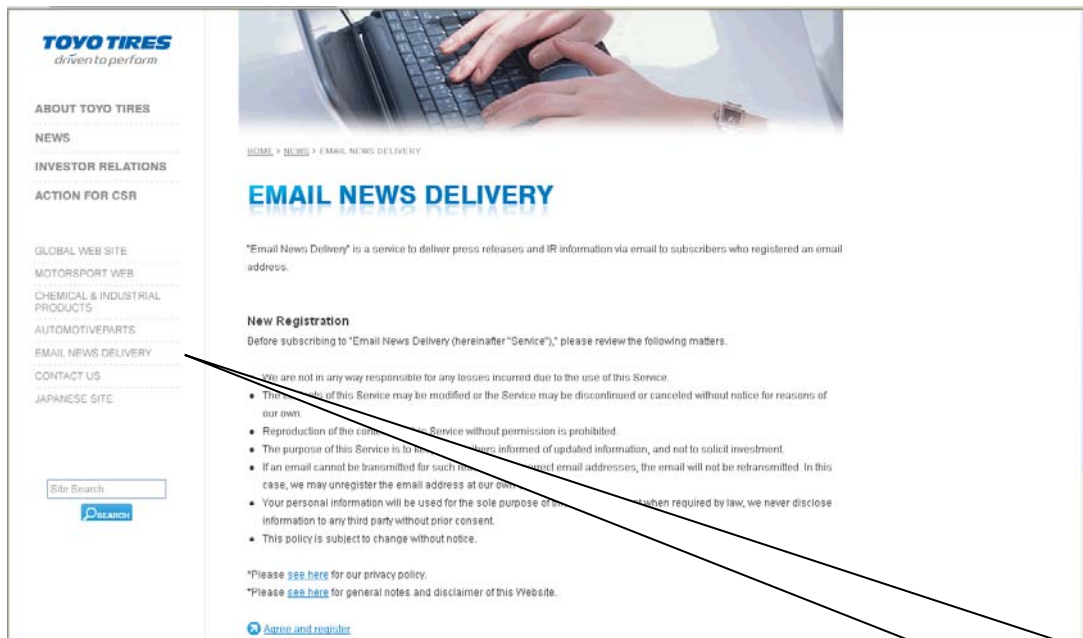 TOYO TIRES
driven to perform
ABOUT TOYO TIRES
NEWS
INVESTOR RELATIONS
ACTION FOR CSR
GLOBAL WEB SITE
MOTORSPORT WEB
CHEMICAL & INDUSTRIAL
PRODUCTS
AUTOMOTIVEPARTS
EMAIL NEWS DELIVERY
CONTACT US
JAPANESE SITE
Site Search
SEARCH
HOME > NEWS > EMAIL NEWS DELIVERY
EMAIL NEWS DELIVERY
"Email News Delivery" is a service to deliver press releases and IR information via email to subscribers who registered an email
address.
New Registration
Before subscribing to "Email News Delivery (hereinafter "Service")," please review the following matters.
We are not in any way responsible for any losses incurred due to the use of this Service.
The of this Service may be modified or the Service may be discontinued or canceled without notice for reasons of
our own.
Reproduction of the Service without permission is prohibited.
The purpose of this Service is to informed of updated information, and not to solicit investment.
If an email cannot be transmitted for such email addresses, the email will not be retransmitted. In this
case, we may unregister the email address at our own
Your personal information will be used for the sole purpose of when required by law, we never disclose
information to any third party without prior consent.
This policy is subject to change without notice.
*Please see here for our privacy policy.
*Please see here for general notes and disclaimer of this Website.
Agree and register